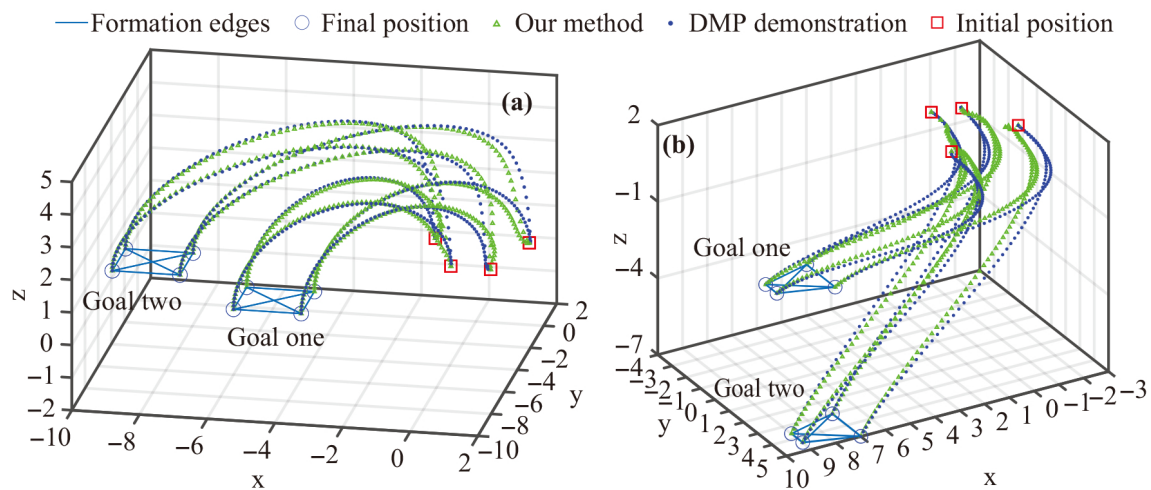 Formation edges Final position Our method DMP demonstration Initial position
(a)
5
4
3
2
1
0
−1
−2
z
Goal two
Goal one
−10 −8 −6 −4 −2 0 2
x
2
0
−2
−4
−6
−8
−10
y
(b)
2
−1
−4
−7
z
Goal one
Goal two
−4
−3
−2
−1
0
1
2
3
4
5
y
10 9 8 7 6 5 4 3 2 1 0 −1 −2 −3
x